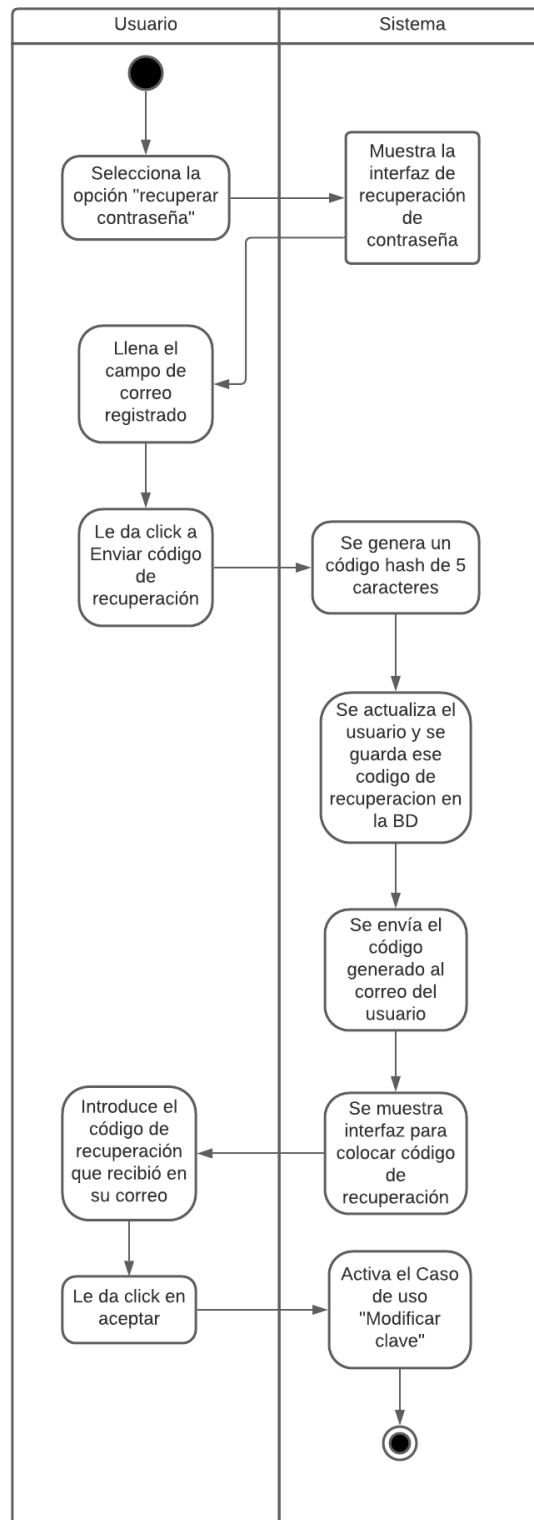 Usuario
Sistema
Selecciona la
opción "recuperar
contraseña"
Muestra la
interfaz de
recuperación
de
contraseña
Llena el
campo de
correo
registrado
Le da click a
Enviar código
de
recuperación
Se genera un
código hash de 5
caracteres
Se actualiza el
usuario y se
guarda ese
codigo de
recuperacion en
la BD
Se envía el
código
generado al
correo del
usuario
Se muestra
interfaz para
colocar código
de
recuperación
Introduce el
código de
recuperación
que recibió en
su correo
Le da click en
aceptar
Activa el Caso
de uso
"Modificar
clave"